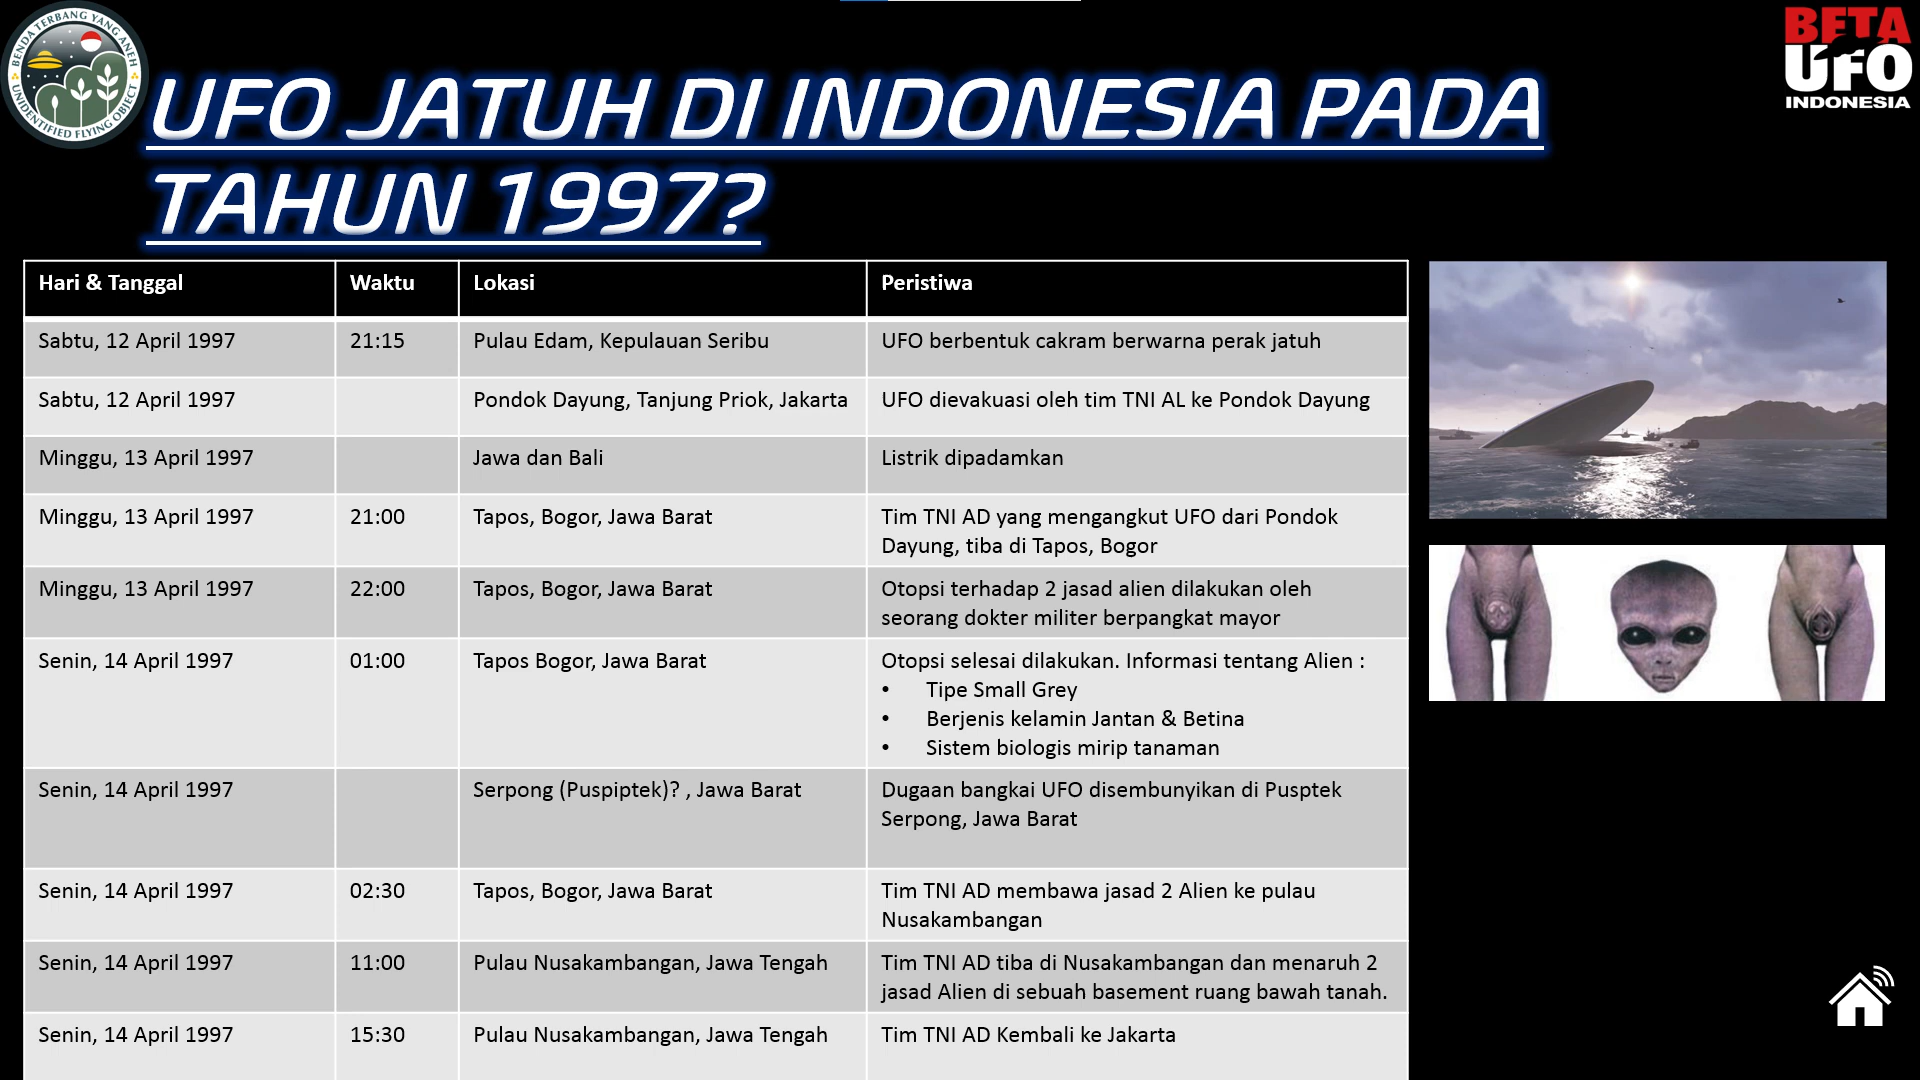 BENDA TERBANG YANG ANEH
UNIDENTIFIED FLYING OBJECT
BETA
UFO
INDONESIA
UFO JATUH DI INDONESIA PADA
TAHUN 1997?
Hari & Tanggal Waktu Lokasi Peristiwa
Sabtu, 12 April 1997 21:15 Pulau Edam, Kepulauan Seribu UFO berbentuk cakram berwarna perak jatuh
Sabtu, 12 April 1997 Pondok Dayung, Tanjung Priok, Jakarta UFO dievakuasi oleh tim TNI AL ke Pondok Dayung
Minggu, 13 April 1997 Jawa dan Bali Listrik dipadamkan
Minggu, 13 April 1997 21:00 Tapos, Bogor, Jawa Barat Tim TNI AD yang mengangkut UFO dari Pondok
Dayung, tiba di Tapos, Bogor
Minggu, 13 April 1997 22:00 Tapos, Bogor, Jawa Barat Otopsi terhadap 2 jasad alien dilakukan oleh
seorang dokter militer berpangkat mayor
Senin, 14 April 1997 01:00 Tapos Bogor, Jawa Barat Otopsi selesai dilakukan. Informasi tentang Alien :
• Tipe Small Grey
• Berjenis kelamin Jantan & Betina
• Sistem biologis mirip tanaman
Senin, 14 April 1997 Serpong (Puspiptek)? , Jawa Barat Dugaan bangkai UFO disembunyikan di Pusptek
Serpong, Jawa Barat
Senin, 14 April 1997 02:30 Tapos, Bogor, Jawa Barat Tim TNI AD membawa jasad 2 Alien ke pulau
Nusakambangan
Senin, 14 April 1997 11:00 Pulau Nusakambangan, Jawa Tengah Tim TNI AD tiba di Nusakambangan dan menaruh 2
jasad Alien di sebuah basement ruang bawah tanah.
Senin, 14 April 1997 15:30 Pulau Nusakambangan, Jawa Tengah Tim TNI AD Kembali ke Jakarta